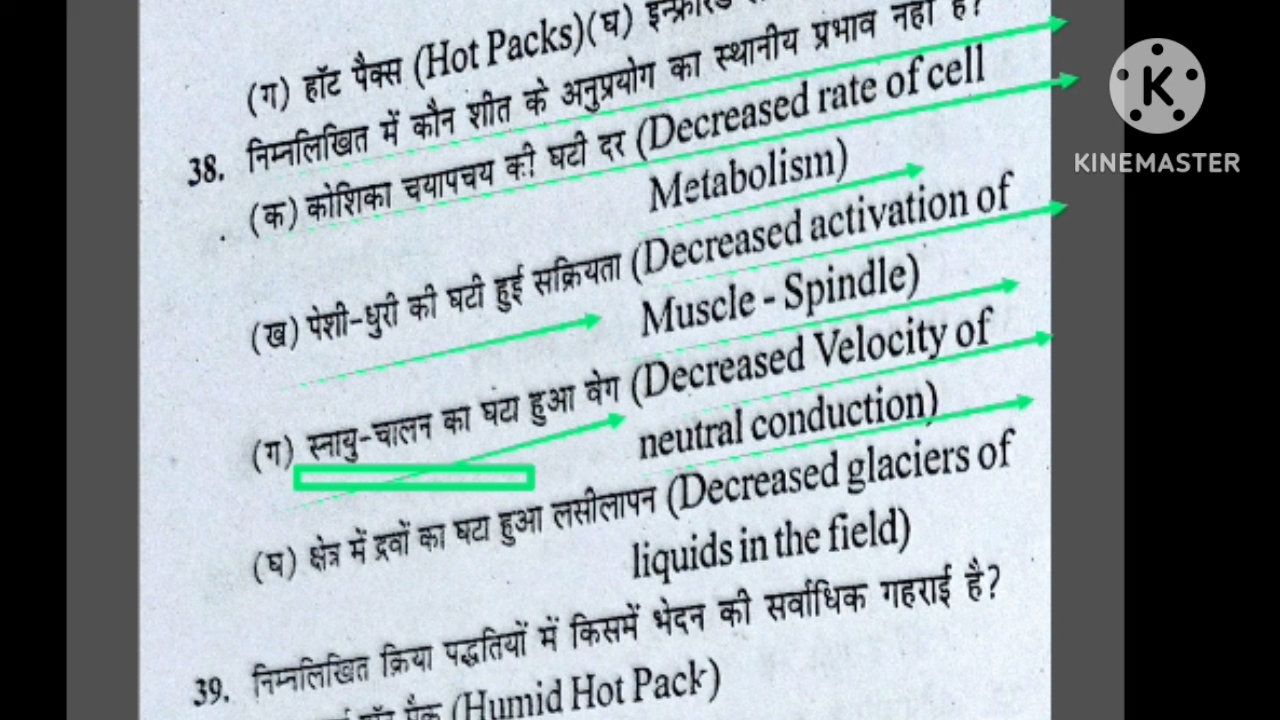 (ग) हॉट पैक्स (Hot Packs)(घ) इन्फ्रारेड
38. निम्नलिखित में कौन शीत के अनुप्रयोग का स्थानीय प्रभाव नहीं है?
(क) कोशिका चयापचय की घटी दर (Decreased rate of cell
Metabolism)
(ख) पेशी-धुरी की घटी हुई सक्रियता (Decreased activation of
Muscle - Spindle)
(ग) स्नायु-चालन का घटा हुआ वेग (Decreased Velocity of
neutral conduction)
(घ) क्षेत्र में द्रवों का घटा हुआ लसीलापन (Decreased glaciers of
liquids in the field)
39. निम्नलिखित क्रिया पद्धतियों में किसमें भेदन की सर्वाधिक गहराई है?
हॉट पैक (Humid Hot Pack)
K
KINEMASTER